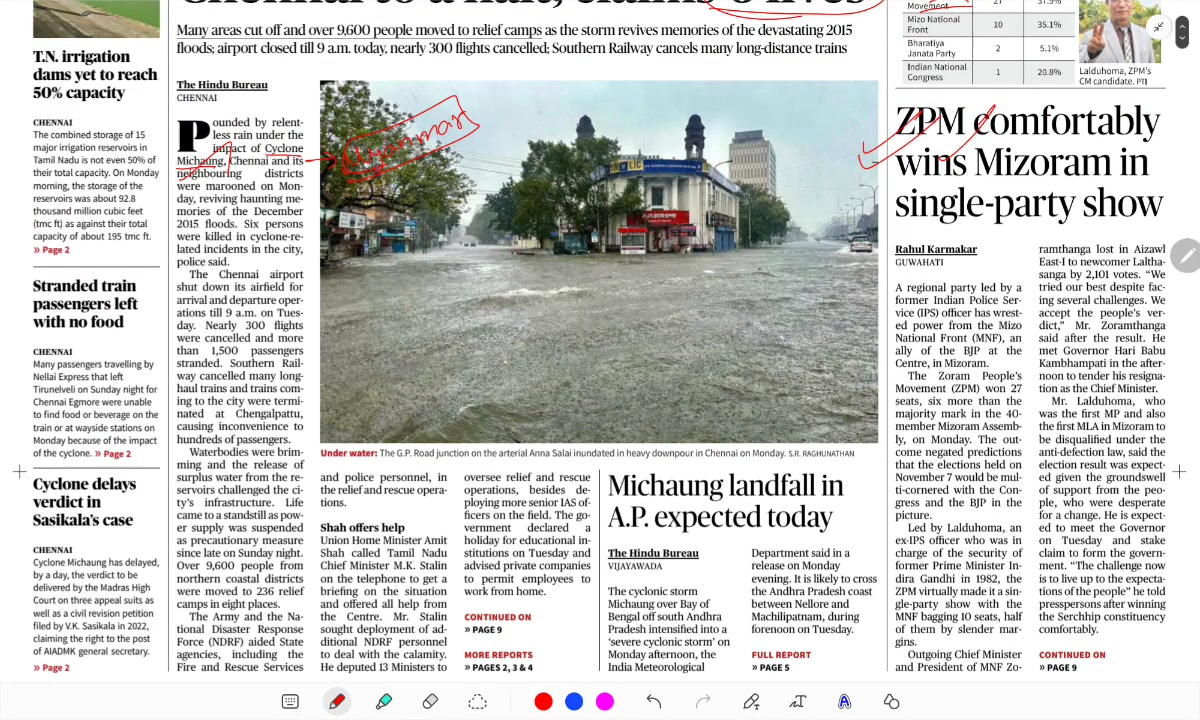 Many areas cut off and over 9,600 people moved to relief camps as the storm revives memories of the devastating 2015
floods; airport closed till 9 a.m. today, nearly 300 flights cancelled; Southern Railway cancels many long-distance trains
T.N. irrigation
dams yet to reach
50% capacity
CHENNAI
The combined storage of 15
major irrigation reservoirs in
Tamil Nadu is not even 50% of
their total capacity. On Monday
morning, the storage of the
reservoirs was about 92.8
thousand million cubic feet
(tmc ft) as against their total
capacity of about 195 tmc ft.
» Page 2
Stranded train
passengers left
with no food
CHENNAI
Many passengers travelling by
Nellai Express that left
Tirunelveli on Sunday night for
Chennai Egmore were unable
to find food or beverage on the
train or at wayside stations on
Monday because of the impact
of the cyclone. » Page 2
Cyclone delays
verdict in
Sasikala's case
CHENNAI
Cyclone Michaung has delayed,
by a day, the verdict to be
delivered by the Madras High
Court on three appeal suits as
well as a civil revision petition
filed by V.K. Sasikala in 2022,
claiming the right to the post
of AIADMK general secretary.
» Page 2
The Hindu Bureau
CHENNAI
Pounded by relent-
less rain under the
impact of Cyclone
Michaung, Chennai and its
neighbouring districts
were marooned on Mon-
day, reviving haunting me-
mories of the December
2015 floods. Six persons
were killed in cyclone-re-
lated incidents in the city,
police said.
The Chennai airport
shut down its airfield for
arrival and departure oper-
ations till 9 a.m. on Tues-
day. Nearly 300 flights
were cancelled and more
than 1,500 passengers
stranded. Southern Rail-
way cancelled many long-
haul trains and trains com-
ing to the city were termi-
nated at Chengalpattu,
causing inconvenience to
hundreds of passengers.
Waterbodies were brim-
ming and the release of
surplus water from the re-
servoirs challenged the ci-
ty's infrastructure. Life
came to a standstill as pow-
er supply was suspended
as precautionary measure
since late on Sunday night.
Over 9,600 people from
northern coastal districts
were moved to 236 relief
camps in eight places.
The Army and the Na-
tional Disaster Response
Force (NDRF) aided State
agencies, including the
Fire and Rescue Services
Myanmar
LIC
Under water: The G.P. Road junction on the arterial Anna Salai inundated in heavy downpour in Chennai on Monday. S.R. RAGHUNATHAN
and police personnel, in
the relief and rescue opera-
tions.
Shah offers help
Union Home Minister Amit
Shah called Tamil Nadu
Chief Minister M.K. Stalin
on the telephone to get a
briefing on the situation
and offered all help from
the Centre. Mr. Stalin
sought deployment of ad-
ditional NDRF personnel
to deal with the calamity.
He deputed 13 Ministers to
oversee relief and rescue
operations, besides de-
ploying more senior IAS of-
ficers on the field. The go-
vernment declared a
holiday for educational in-
stitutions on Tuesday and
advised private companies
to permit employees to
work from home.
CONTINUED ON
» PAGE 9
MORE REPORTS
» PAGES 2, 3 & 4
Michaung landfall in
A.P. expected today
The Hindu Bureau
VIJAYAWADA
The cyclonic storm
Michaung over Bay of
Bengal off south Andhra
Pradesh intensified into a
'severe cyclonic storm' on
Monday afternoon, the
India Meteorological
Department said in a
release on Monday
evening. It is likely to cross
the Andhra Pradesh coast
between Nellore and
Machilipatnam, during
forenoon on Tuesday.
FULL REPORT
» PAGE 5
Movement 27 37.9%
Mizo National
Front 10 35.1%
Bharatiya
Janata Party 2 5.1%
Indian National
Congress 1 20.8%
Lalduhoma, ZPM's
CM candidate. PTI
ZPM comfortably
wins Mizoram in
single-party show
Rahul Karmakar
GUWAHATI
A regional party led by a
former Indian Police Ser-
vice (IPS) officer has wrest-
ed power from the Mizo
National Front (MNF), an
ally of the BJP at the
Centre, in Mizoram.
The Zoram People's
Movement (ZPM) won 27
seats, six more than the
majority mark in the 40-
member Mizoram Assemb-
ly, on Monday. The out-
come negated predictions
that the elections held on
November 7 would be mul-
ti-cornered with the Con-
gress and the BJP in the
picture.
Led by Lalduhoma, an
ex-IPS officer who was in
charge of the security of
former Prime Minister In-
dira Gandhi in 1982, the
ZPM virtually made it a sin-
gle-party show with the
MNF bagging 10 seats, half
of them by slender mar-
gins.
Outgoing Chief Minister
and President of MNF Zo-
ramthanga lost in Aizawl
East-I to newcomer Laltha-
sanga by 2,101 votes. "We
tried our best despite fac-
ing several challenges. We
accept the people's ver-
dict," Mr. Zoramthanga
said after the result. He
met Governor Hari Babu
Kambhampati in the after-
noon to tender his resigna-
tion as the Chief Minister.
Mr. Lalduhoma, who
was the first MP and also
the first MLA in Mizoram to
be disqualified under the
anti-defection law, said the
election result was expect-
ed given the groundswell
of support from the peo-
ple, who were desperate
for a change. He is expect-
ed to meet the Governor
on Tuesday and stake
claim to form the govern-
ment. "The challenge now
is to live up to the expecta-
tions of the people" he told
presspersons after winning
the Serchhip constituency
comfortably.
CONTINUED ON
» PAGE 9